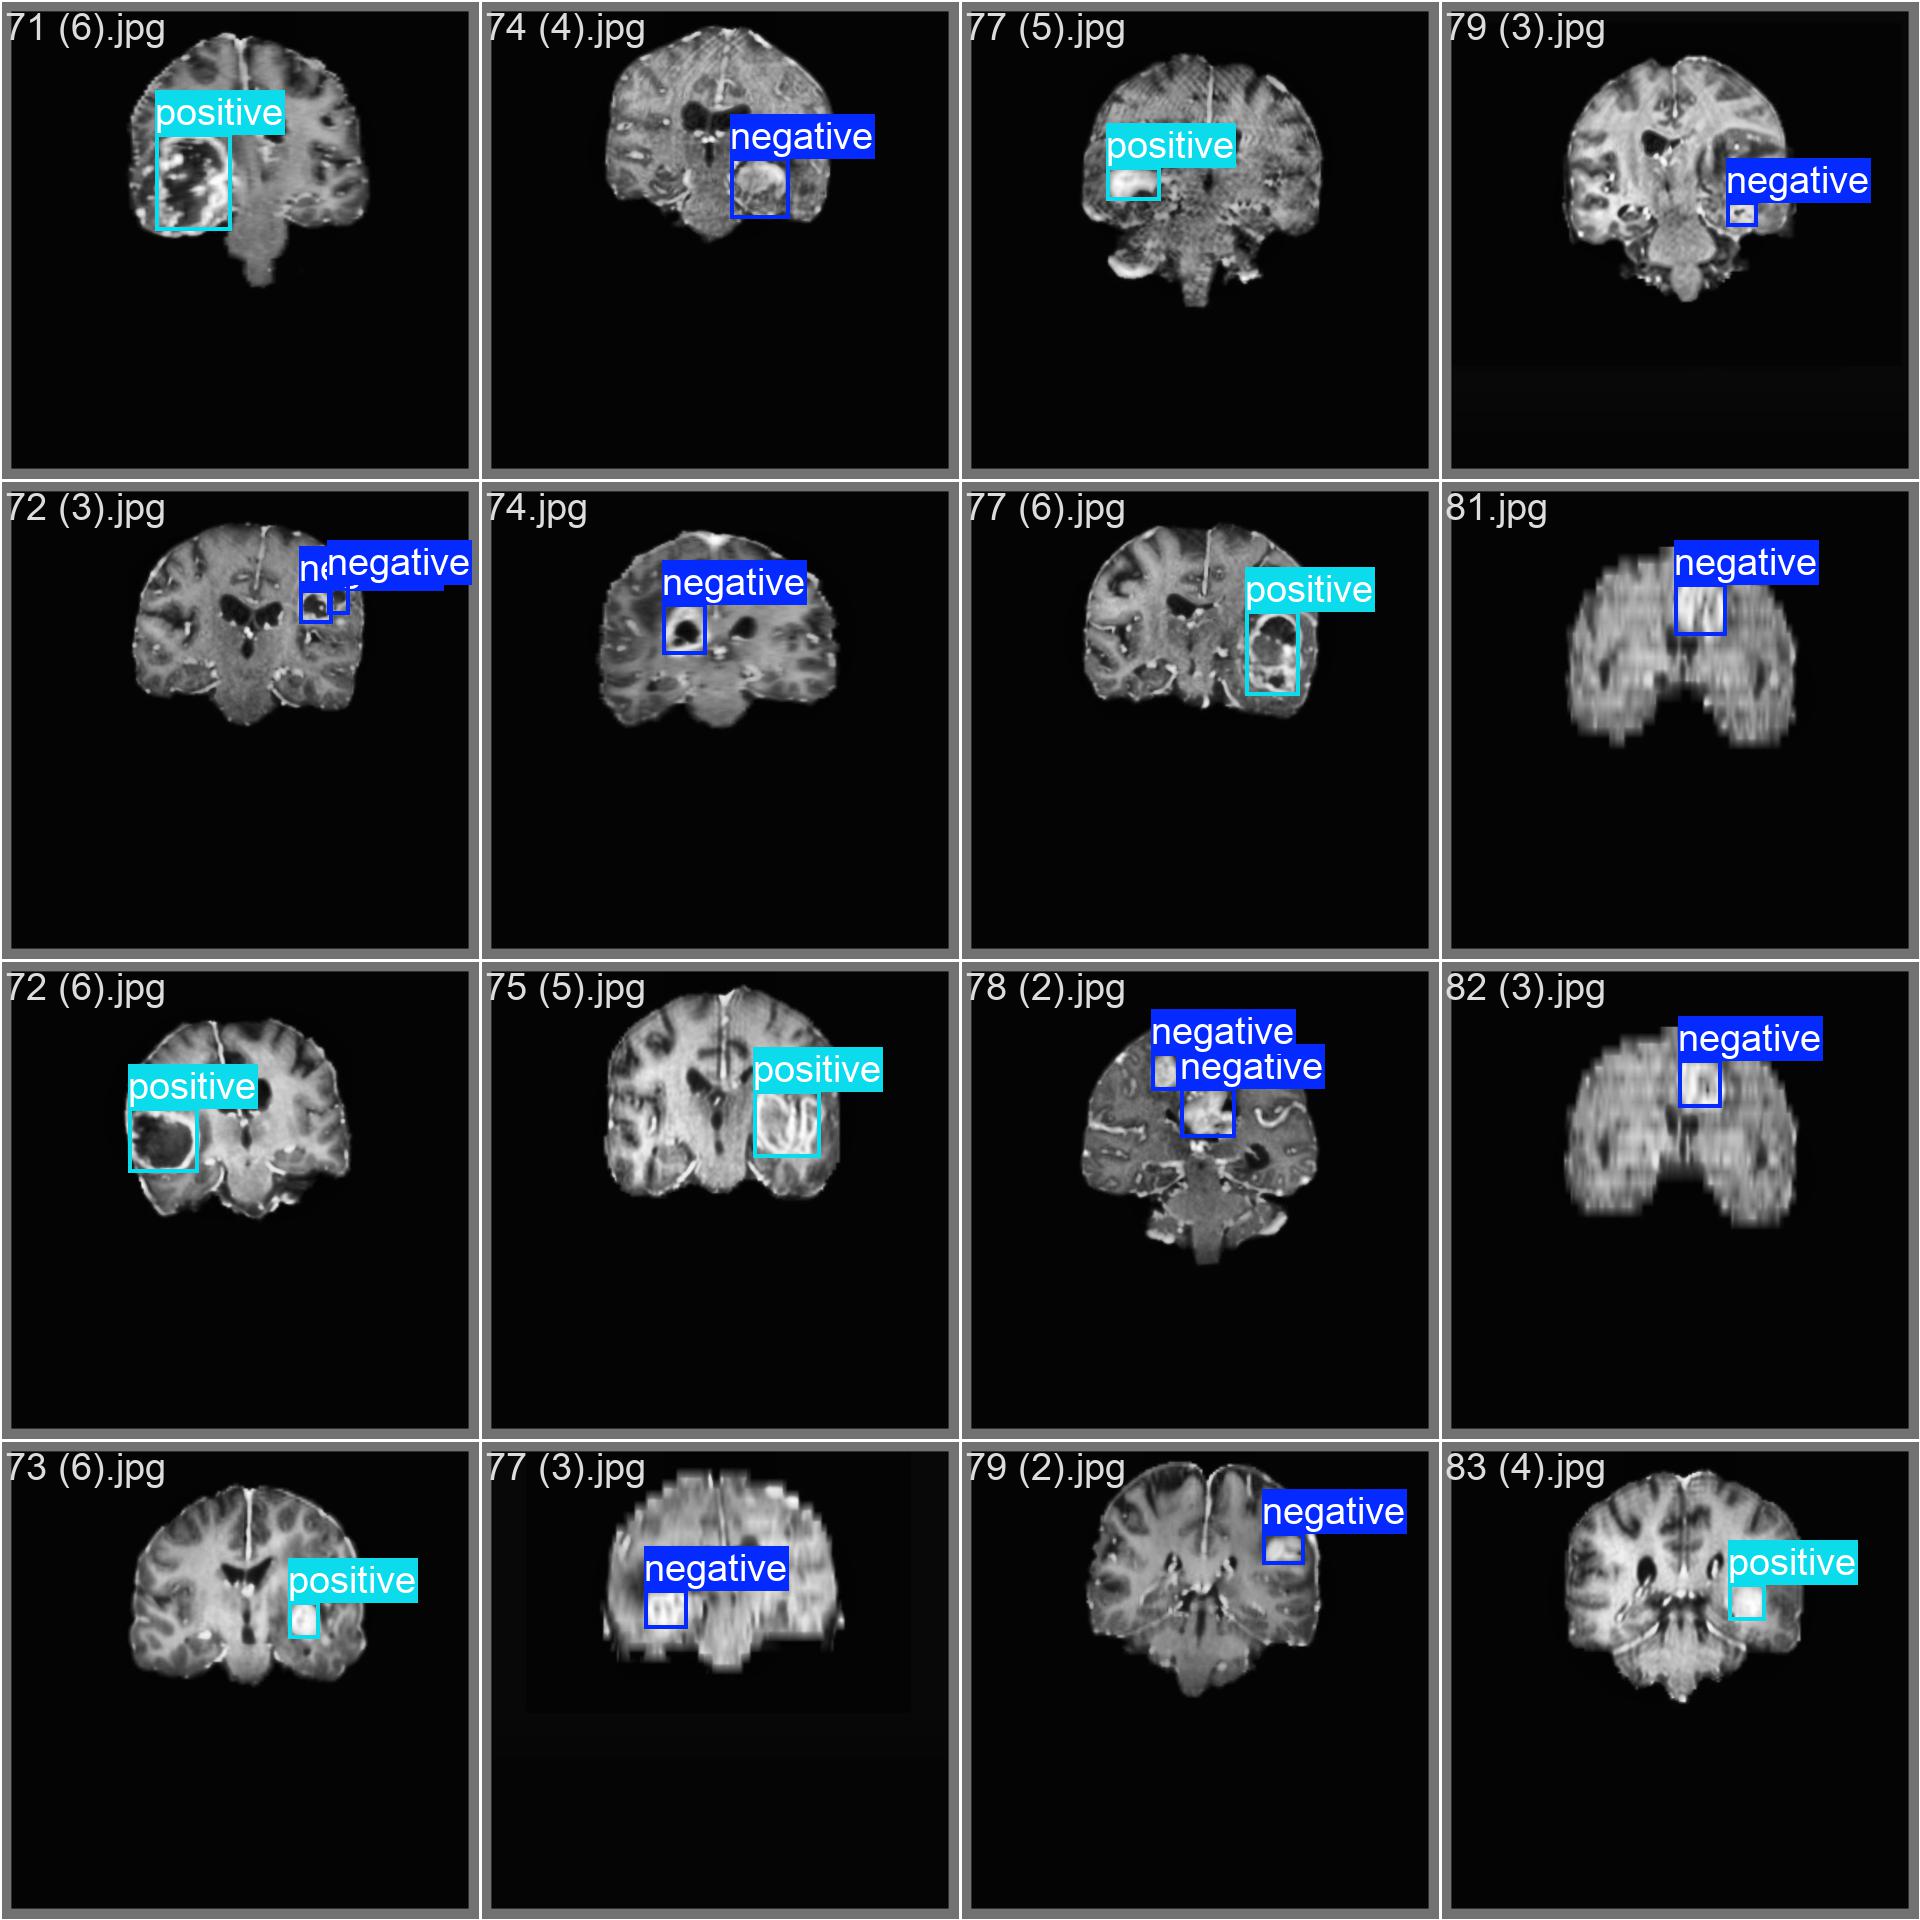 71 (6).jpg
positive
74 (4).jpg
negative
77 (5).jpg
positive
79 (3).jpg
negative
72 (3).jpg
negative
74.jpg
negative
77 (6).jpg
positive
81.jpg
negative
72 (6).jpg
positive
75 (5).jpg
positive
78 (2).jpg
negative
negative
82 (3).jpg
negative
73 (6).jpg
positive
77 (3).jpg
negative
79 (2).jpg
negative
83 (4).jpg
positive